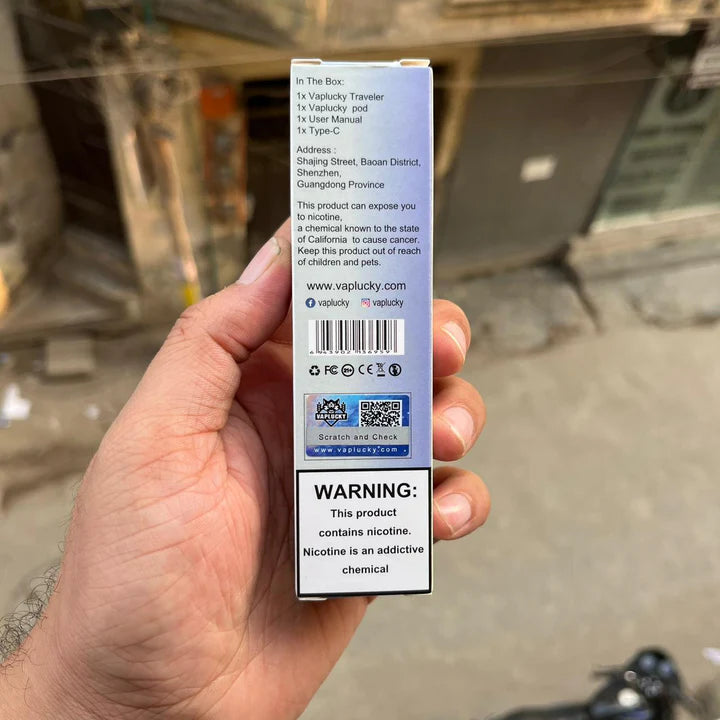 In The Box:
1x Vaplucky Traveler
1x Vaplucky pod
1x User Manual
1x Type-C
Address :
Shajing Street, Baoan District,
Shenzhen,
Guangdong Province
This product can expose you
to nicotine,
a chemical known to the state
of California to cause cancer.
Keep this product out of reach
of children and pets.
www.vaplucky.com
vaplucky vaplucky
FC 21+ CE
VAPLUCKY
Scratch and Check
www.vaplucky.com
WARNING:
This product
contains nicotine.
Nicotine is an addictive
chemical